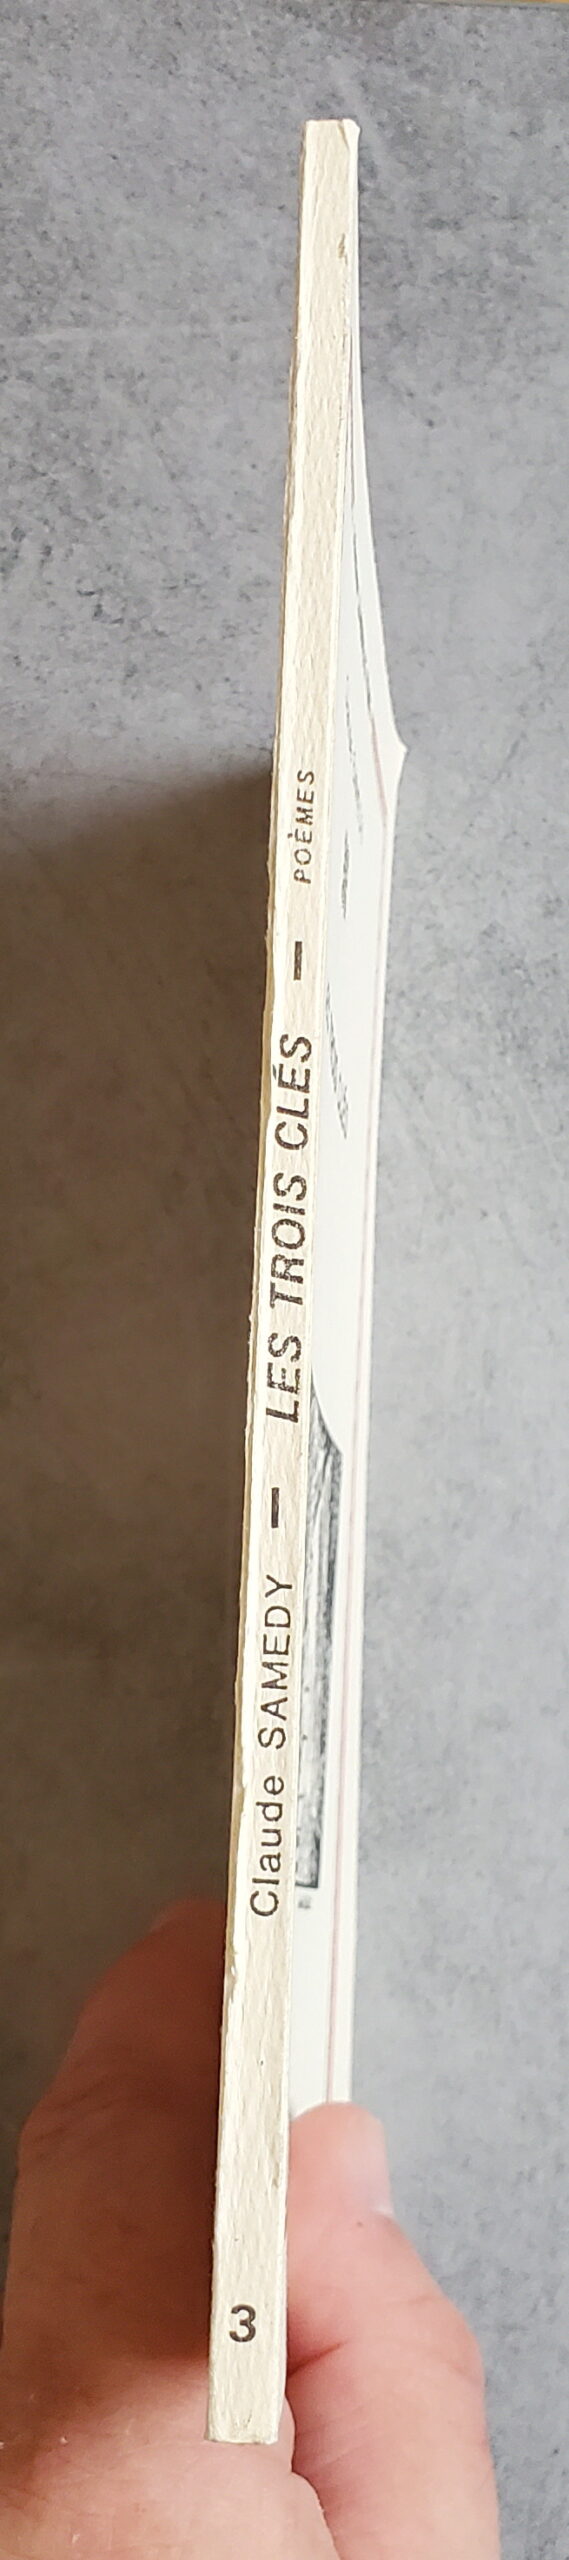 Claude SAMEDY — LES TROIS CLÉS — POÈMES
3